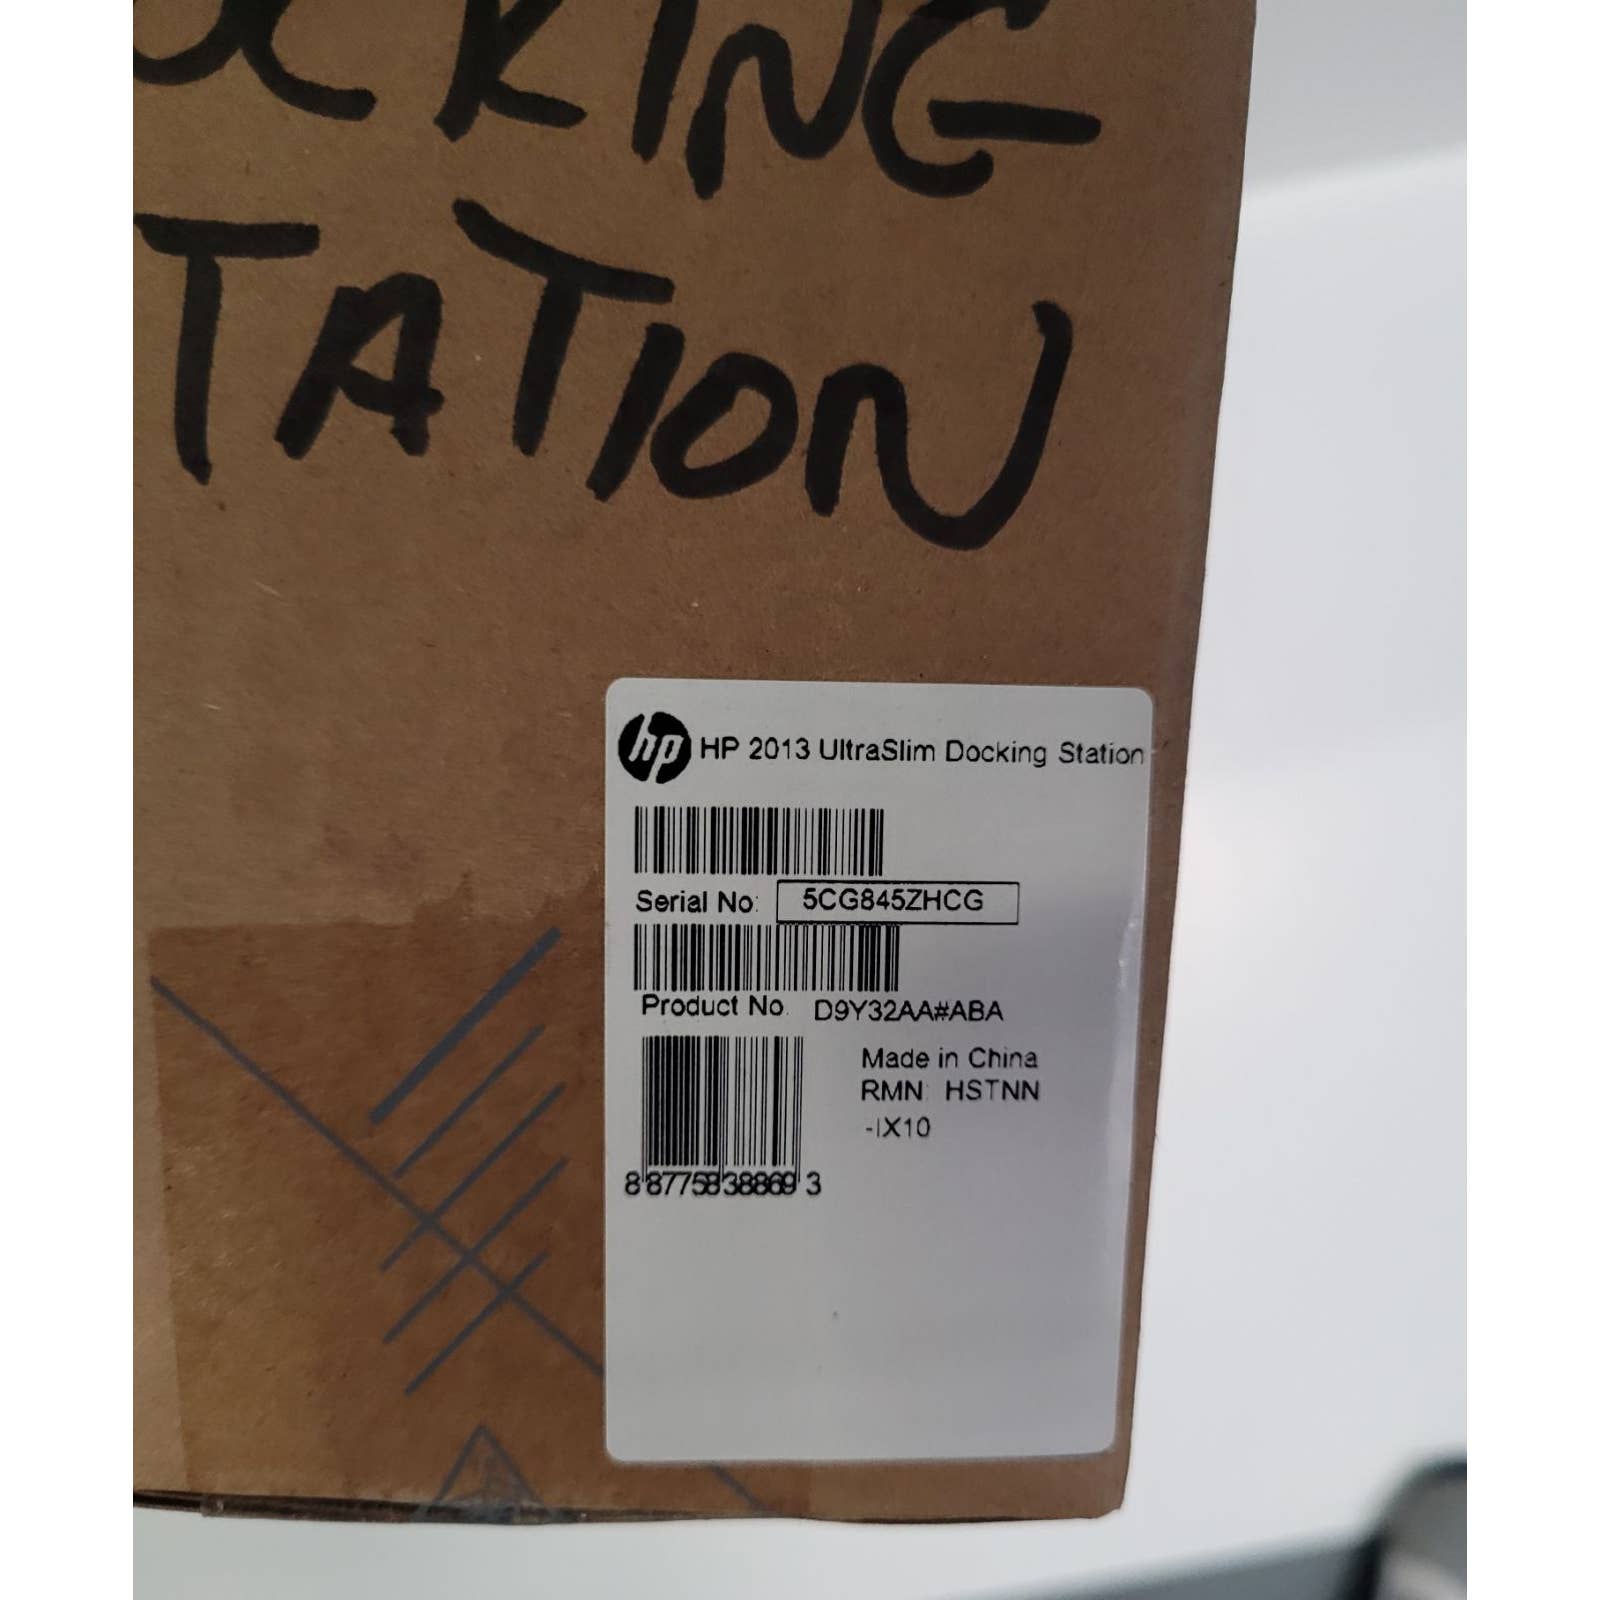 OCKING
TATION
hp HP 2013 UltraSlim Docking Station
Serial No: 5CG845ZHCG
Product No. D9Y32AA#ABA
Made in China
RMN: HSTNN
-IX10
8 87758 38869 3